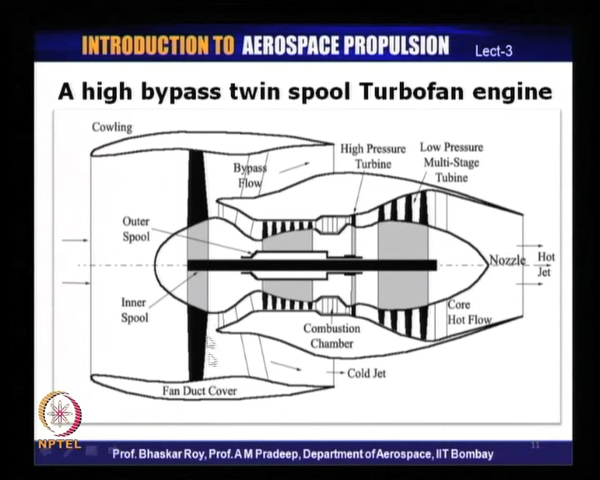 INTRODUCTION TO AEROSPACE PROPULSION
Lect-3
A high bypass twin spool Turbofan engine
Cowling
Bypass
Flow
High Pressure
Turbine
Low Pressure
Multi-Stage
Tubine
Outer
Spool
Nozzle
Hot
Jet
Inner
Spool
Combustion
Chamber
Core
Hot Flow
Cold Jet
Fan Duct Cover
NPTEL
11
Prof. Bhaskar Roy, Prof. A M Pradeep, Department of Aerospace, IIT Bombay